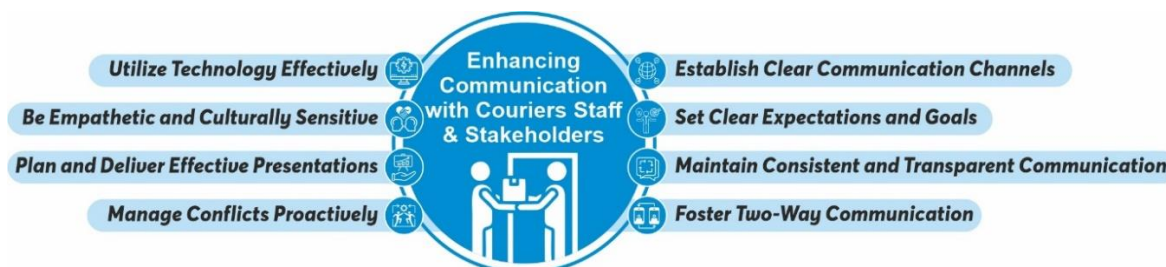 Enhancing
Communication
with Couriers Staff
& Stakeholders
Utilize Technology Effectively
Be Empathetic and Culturally Sensitive
Plan and Deliver Effective Presentations
Manage Conflicts Proactively
Establish Clear Communication Channels
Set Clear Expectations and Goals
Maintain Consistent and Transparent Communication
Foster Two-Way Communication